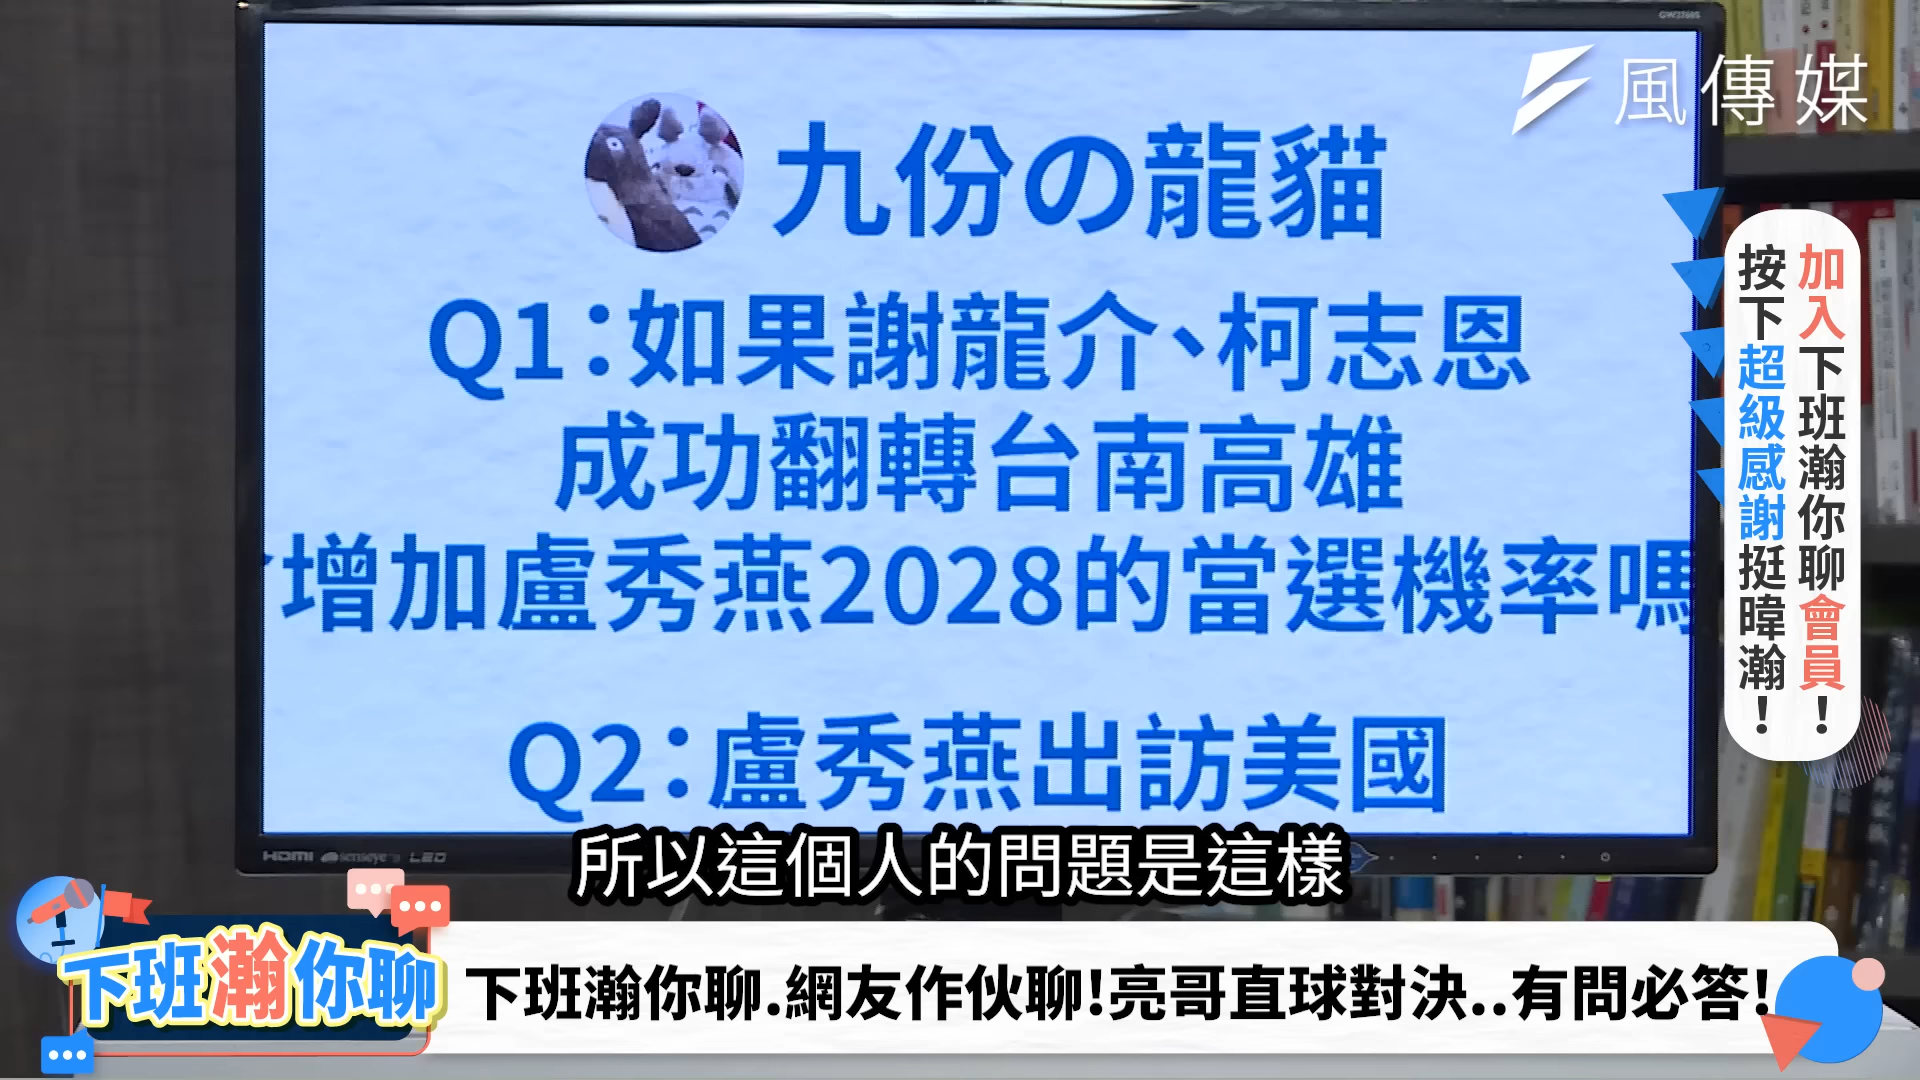 GW2760S
風傳媒
九份の龍貓
Q1:如果謝龍介、柯志恩
成功翻轉台南高雄
增加盧秀燕2028的當選機率嗎
Q2:盧秀燕出訪美國
加入下班瀚你聊會員!
按下超級感謝挺暐瀚!
HDMI senseye LED
所以這個人的問題是這樣
下班瀚你聊
下班瀚你聊.網友作伙聊!亮哥直球對決..有問必答!